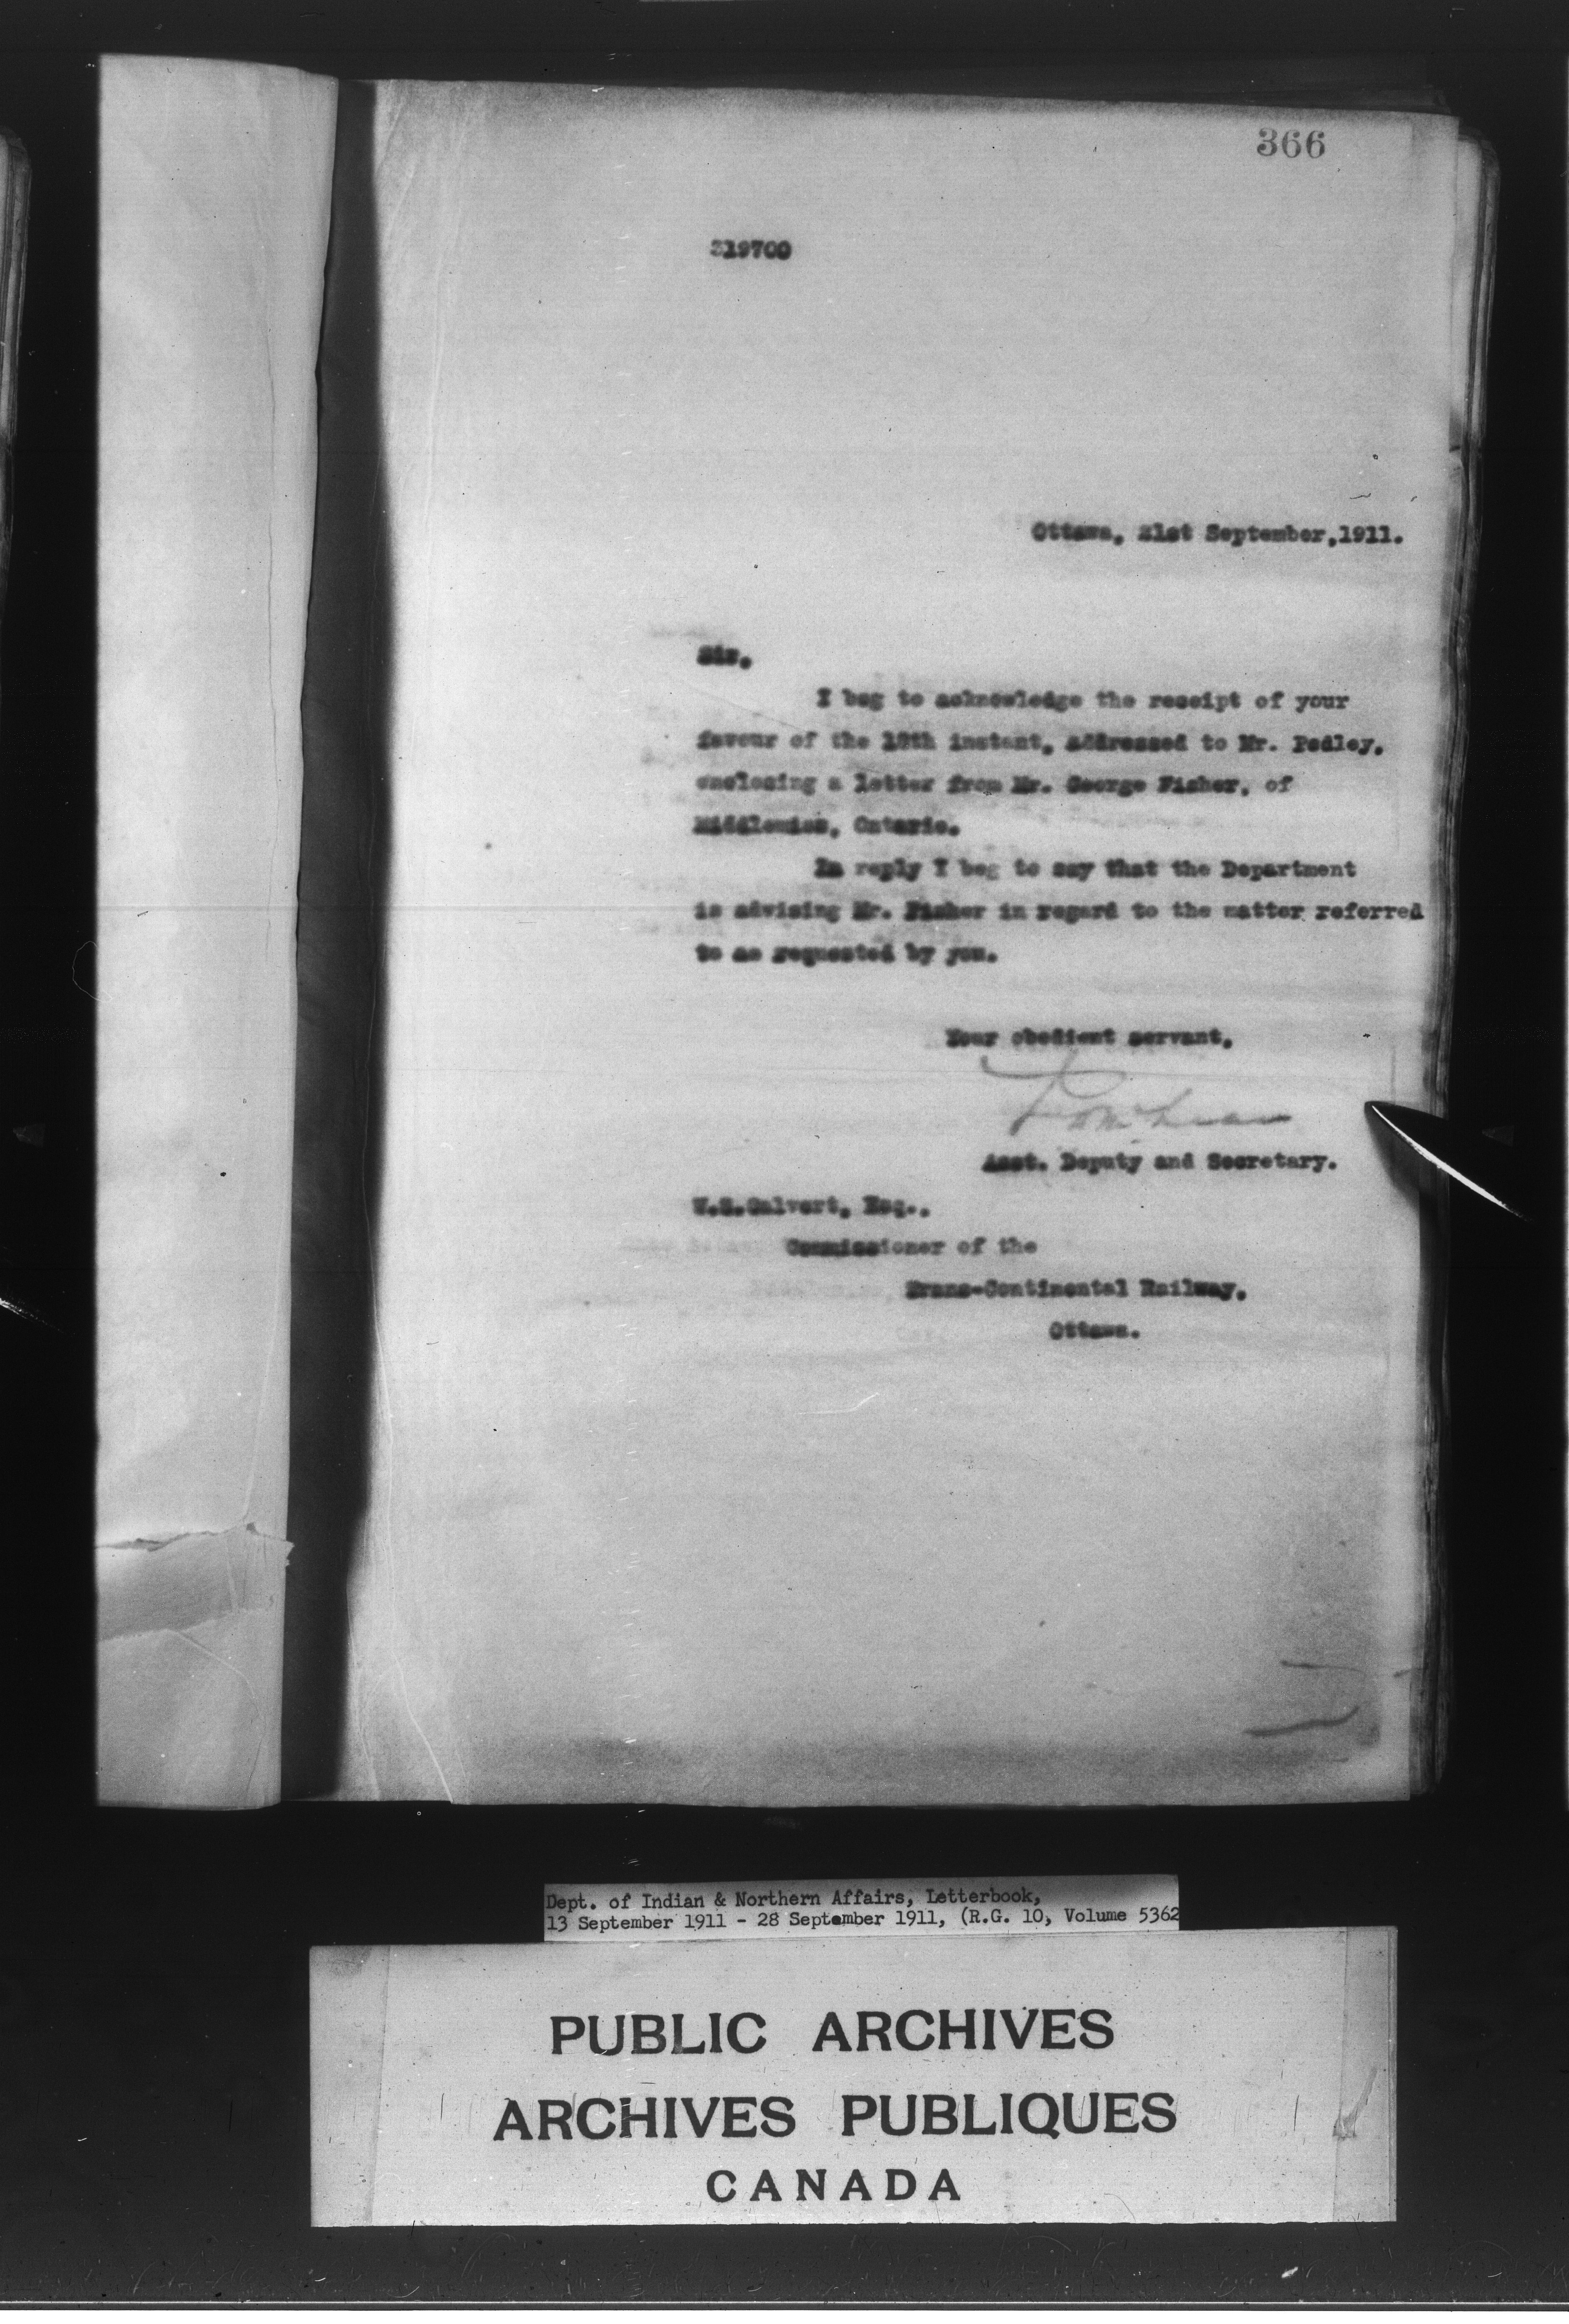 366
319700
Ottawa, 21st September,1911.
Sir,
I beg to acknowledge the receipt of your
favour of the 18th instant, addressed to Mr. Pedley,
enclosing a letter from Mr. George Fisher, of
Middlemiss, Ontario.
In reply I beg to say that the Department
is advising Mr. Fisher in regard to the matter referred
to as requested by you.
Your obedient servant,
Asst. Deputy and Secretary.
W.S.Calvert, Esq.,
Commissioner of the
Trans-Continental Railway,
Ottawa.
Dept. of Indian & Northern Affairs, Letterbook,
13 September 1911 - 28 September 1911, (R.G. 10, Volume 5362
PUBLIC ARCHIVES
ARCHIVES PUBLIQUES
CANADA